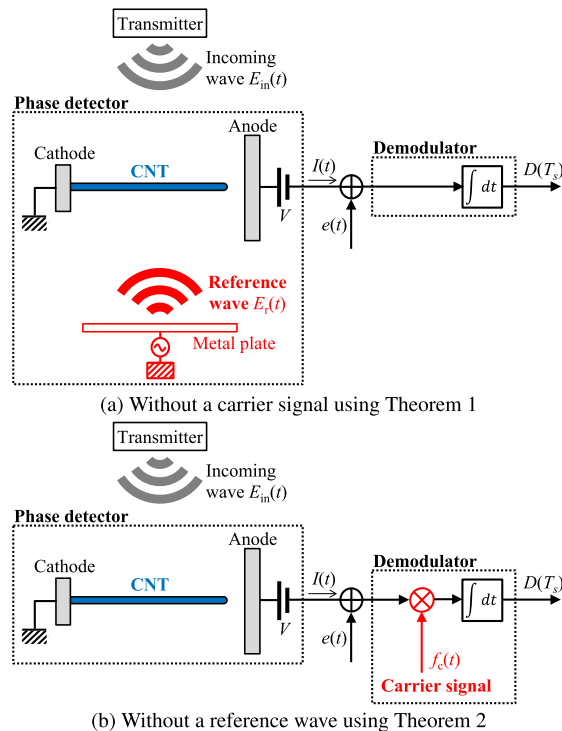 Transmitter
Incoming
wave E_in(t)
Phase detector
Anode
Demodulator
Cathode
CNT
I(t)
∫ dt
D(T_s)
V
e(t)
Reference
wave E_r(t)
Metal plate
(a) Without a carrier signal using Theorem 1
Transmitter
Incoming
wave E_in(t)
Phase detector
Anode
Demodulator
Cathode
CNT
I(t)
∫ dt
D(T_s)
V
e(t)
f_c(t)
Carrier signal
(b) Without a reference wave using Theorem 2